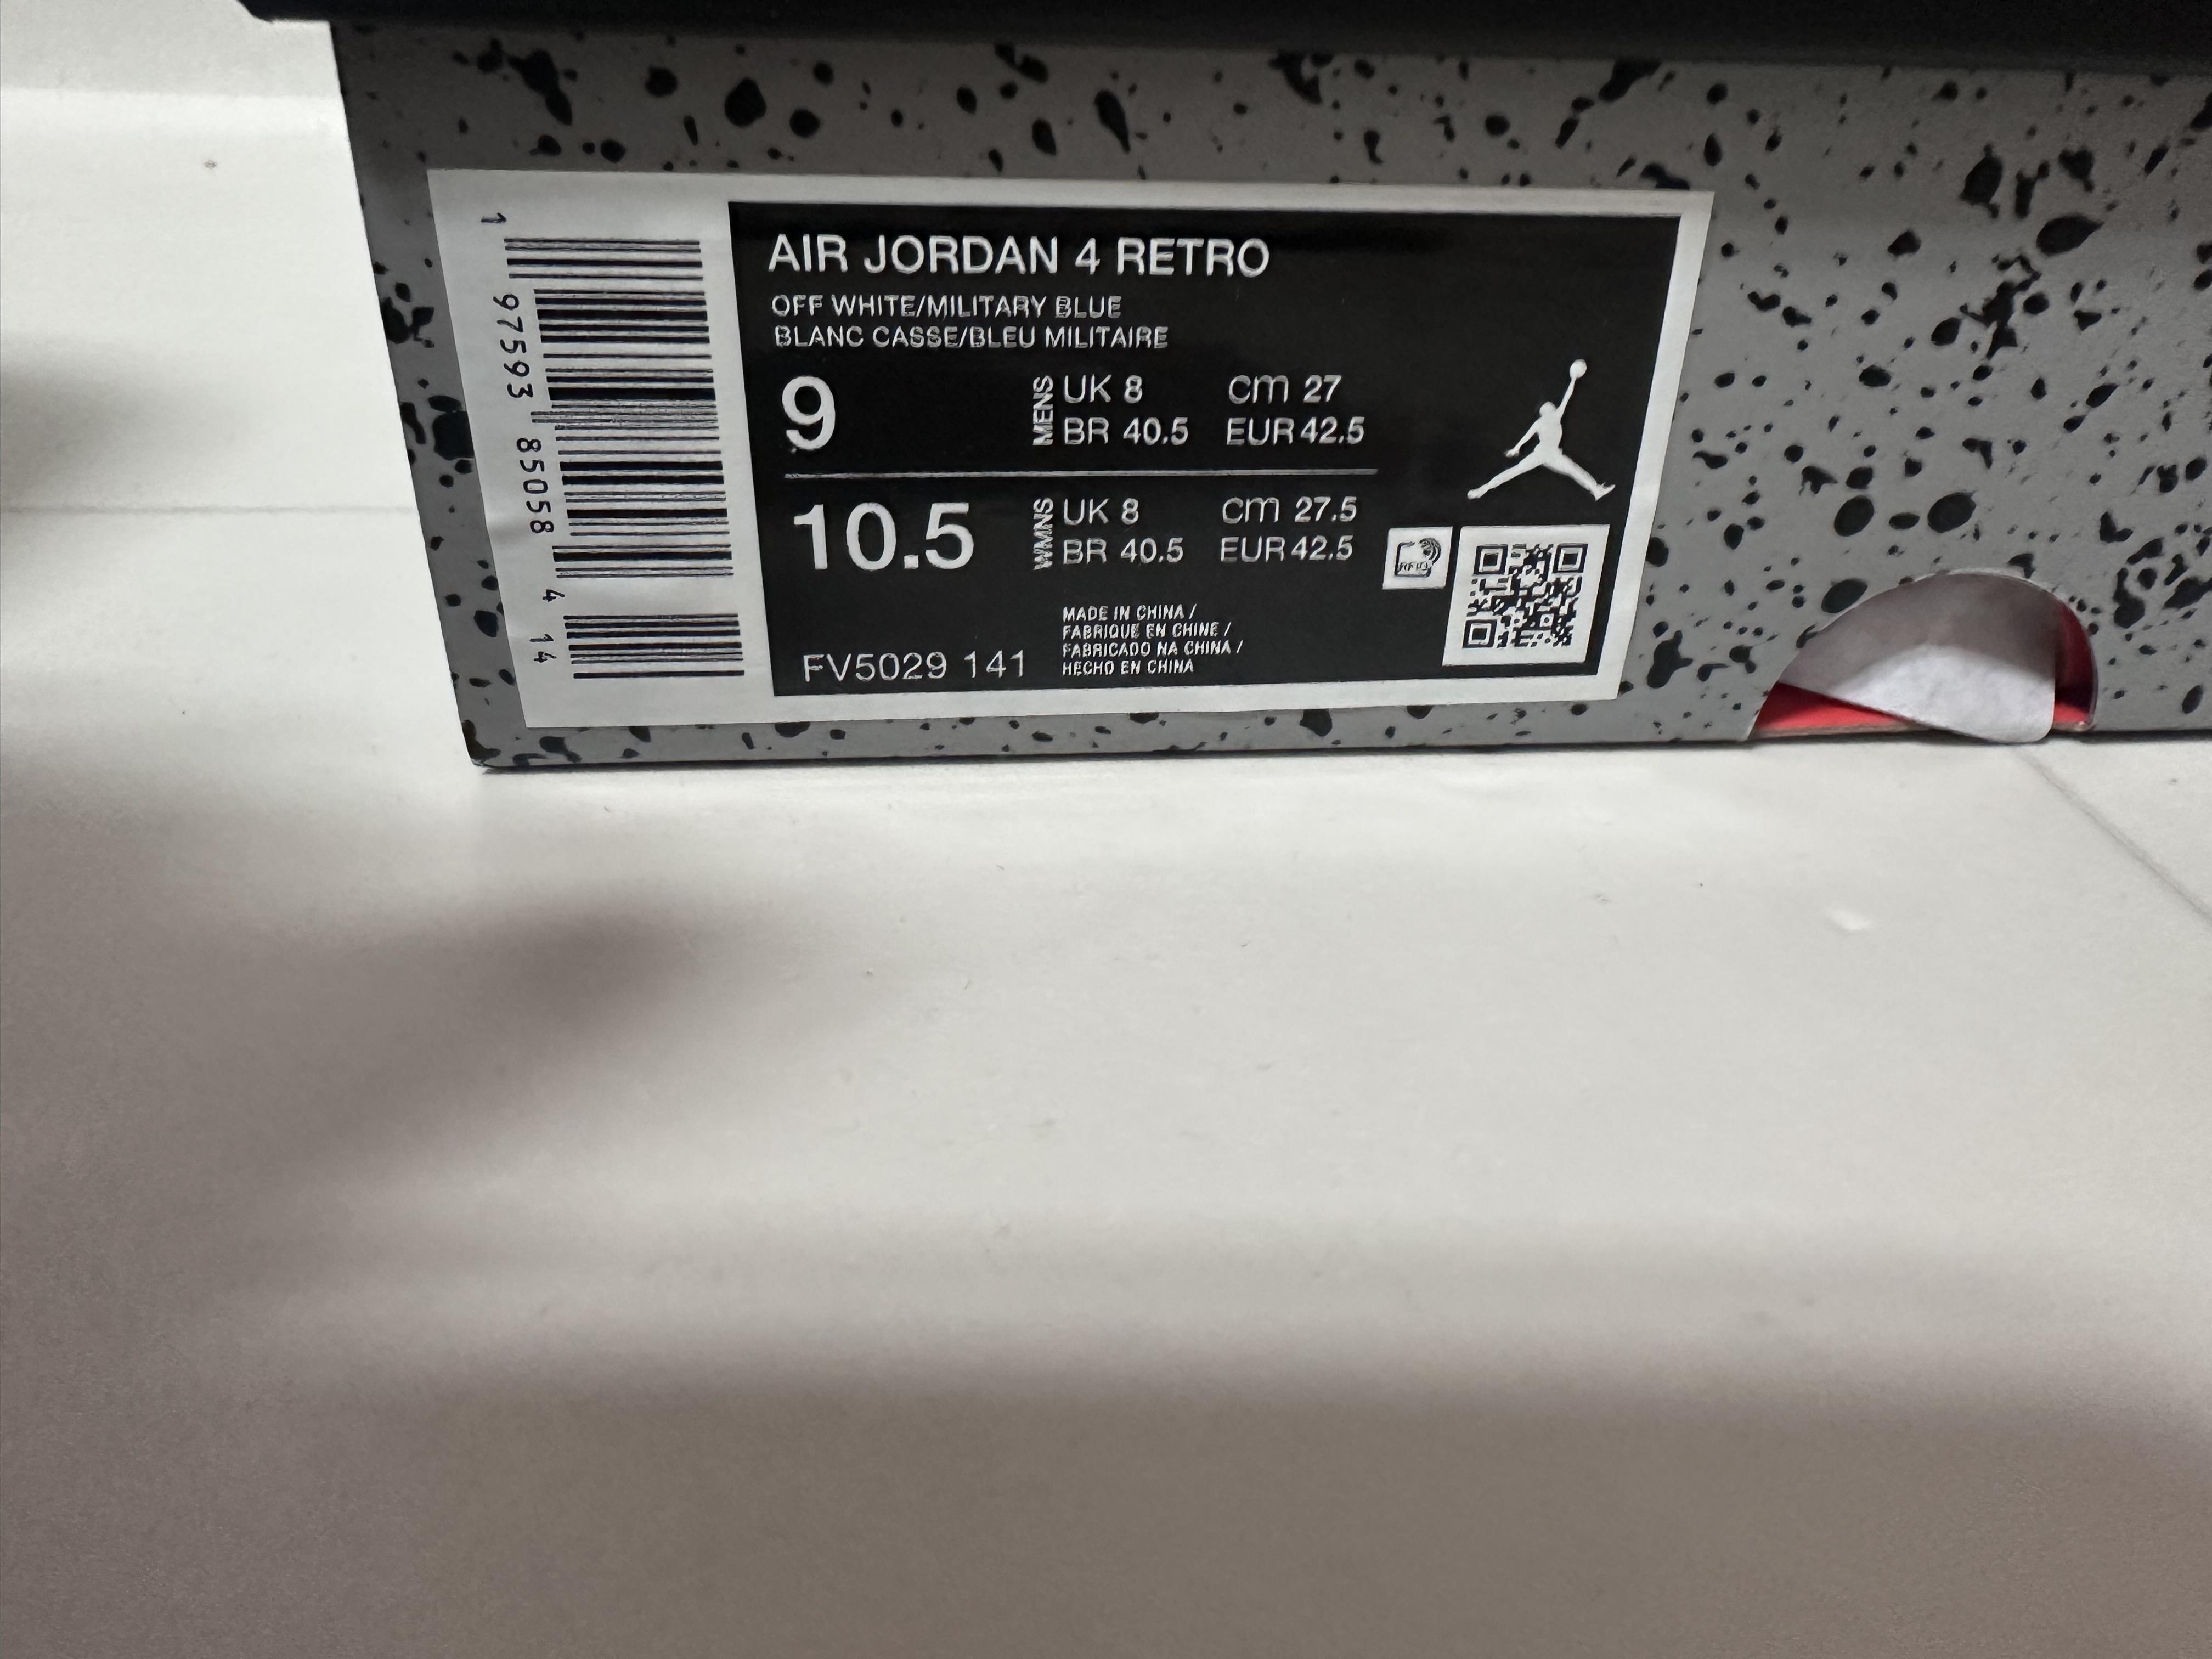 AIR JORDAN 4 RETRO
OFF WHITE/MILITARY BLUE
BLANC CASSE/BLEU MILITAIRE
9 MENS UK 8 cm 27
BR 40.5 EUR 42.5
10.5 WMNS UK 8 cm 27.5
BR 40.5 EUR 42.5
MADE IN CHINA /
FABRIQUE EN CHINE /
FABRICADO NA CHINA /
HECHO EN CHINA
FV5029 141
RFID
1 97593 85058 4 14